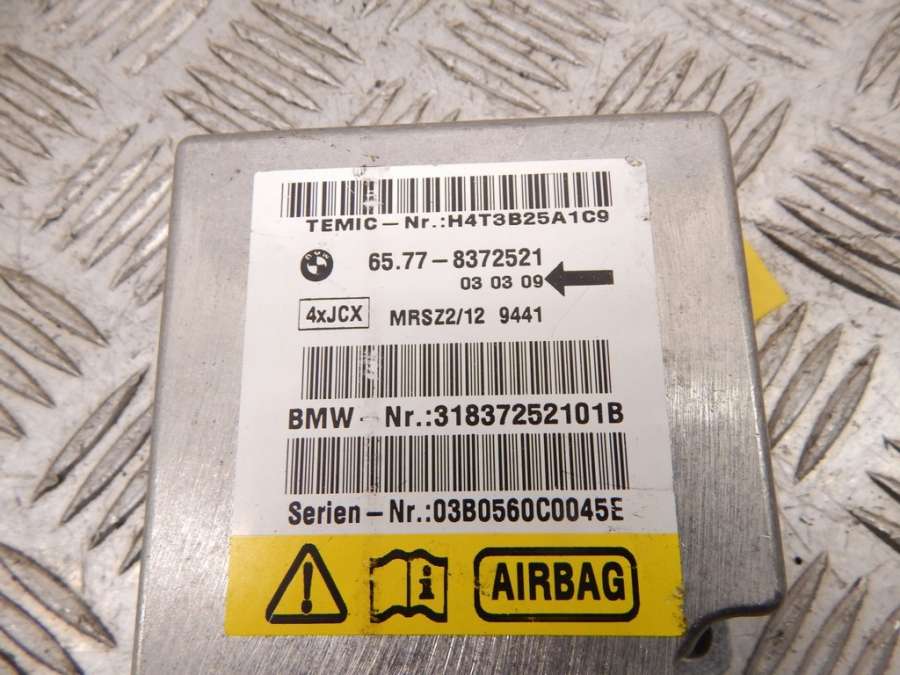 TEMIC-Nr.:H4T3B25A1C9
65.77-8372521
03 03 09
4xJCX MRSZ2/12 9441
BMW-Nr.:31837252101B
Serien-Nr.:03B0560C0045E
AIRBAG